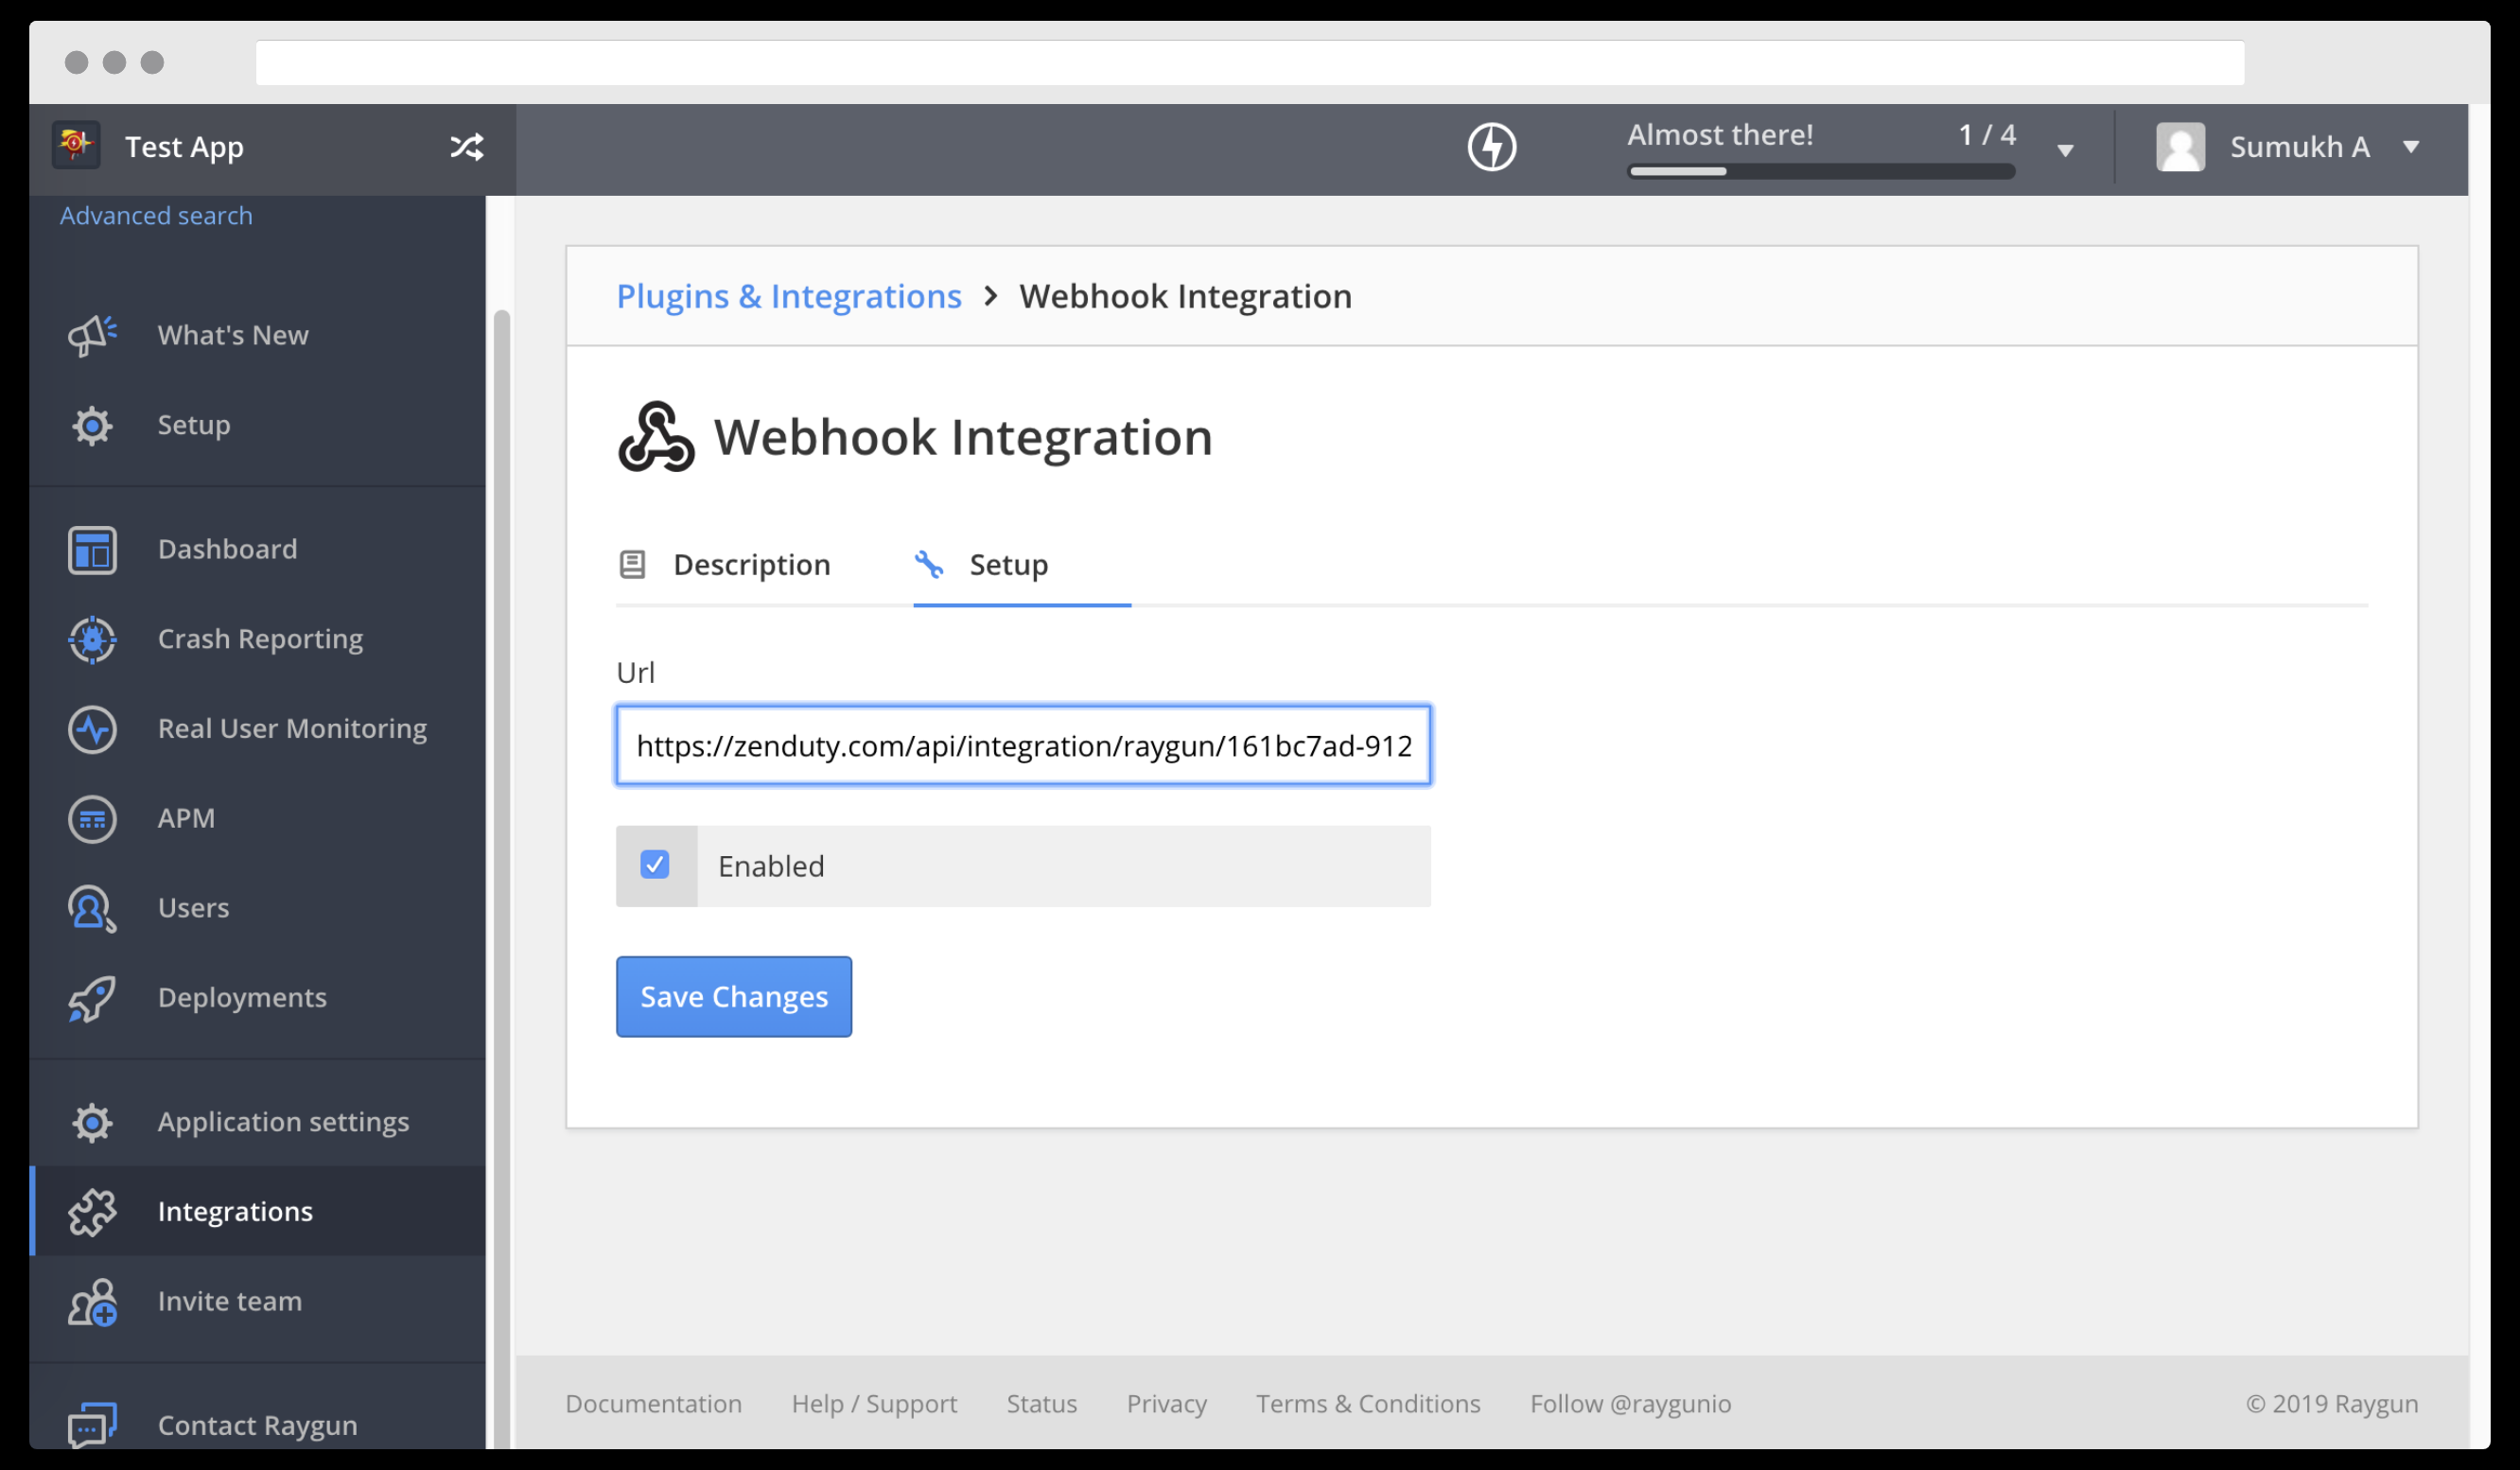 Test App
Almost there! 1 / 4
Sumukh A
Advanced search
What's New
Setup
Dashboard
Crash Reporting
Real User Monitoring
APM
Users
Deployments
Application settings
Integrations
Invite team
Contact Raygun
Plugins & Integrations > Webhook Integration
Webhook Integration
Description Setup
Url
https://zenduty.com/api/integration/raygun/161bc7ad-912
Enabled
Save Changes
Documentation Help / Support Status Privacy Terms & Conditions Follow @raygunio © 2019 Raygun